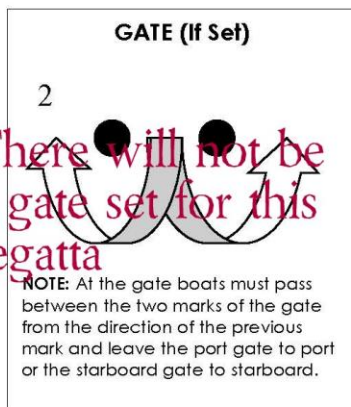 GATE (If Set)
2
There will not be
gate set for this
egatta
NOTE: At the gate boats must pass
between the two marks of the gate
from the direction of the previous
mark and leave the port gate to port
or the starboard gate to starboard.